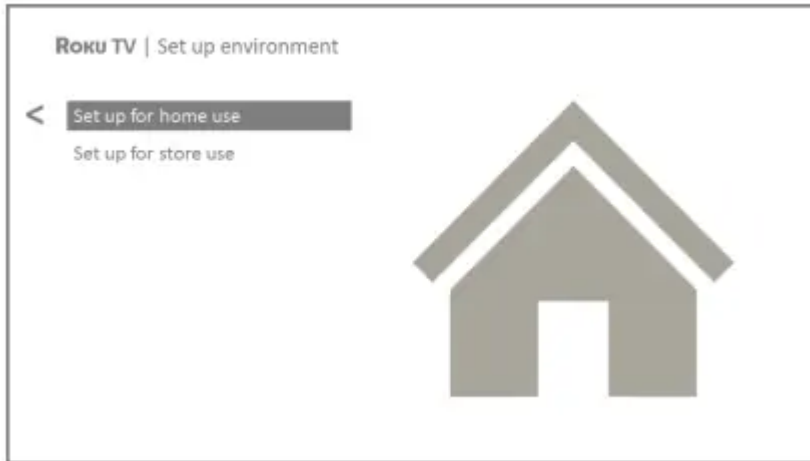 Roku TV | Set up environment
< Set up for home use
Set up for store use